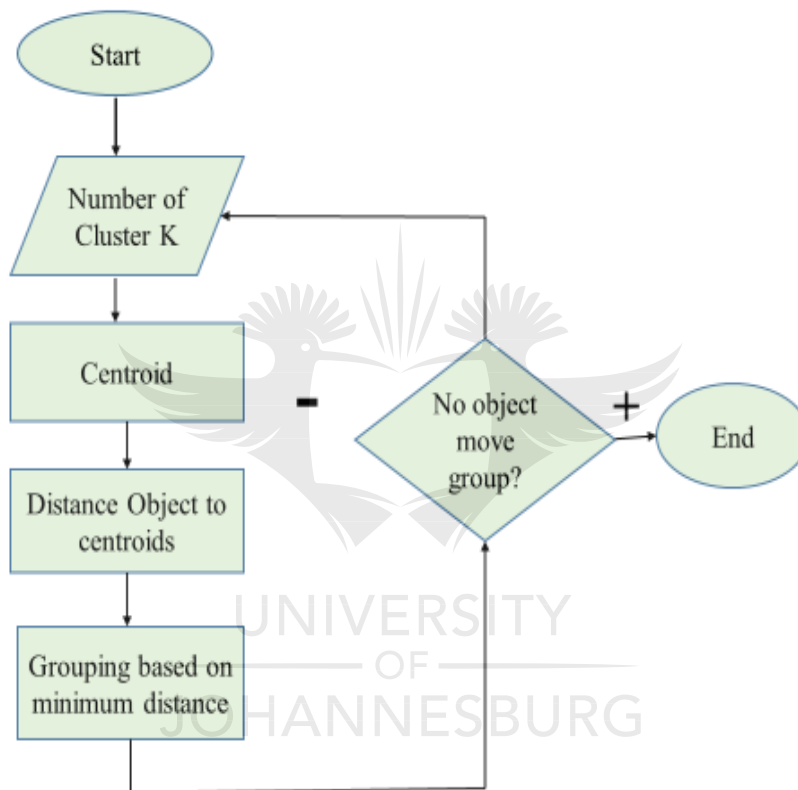 Start
Number of
Cluster K
Centroid
Distance Object to
centroids
Grouping based on
minimum distance
-
No object
move
group?
+
End
UNIVERSITY
OF
JOHANNESBURG